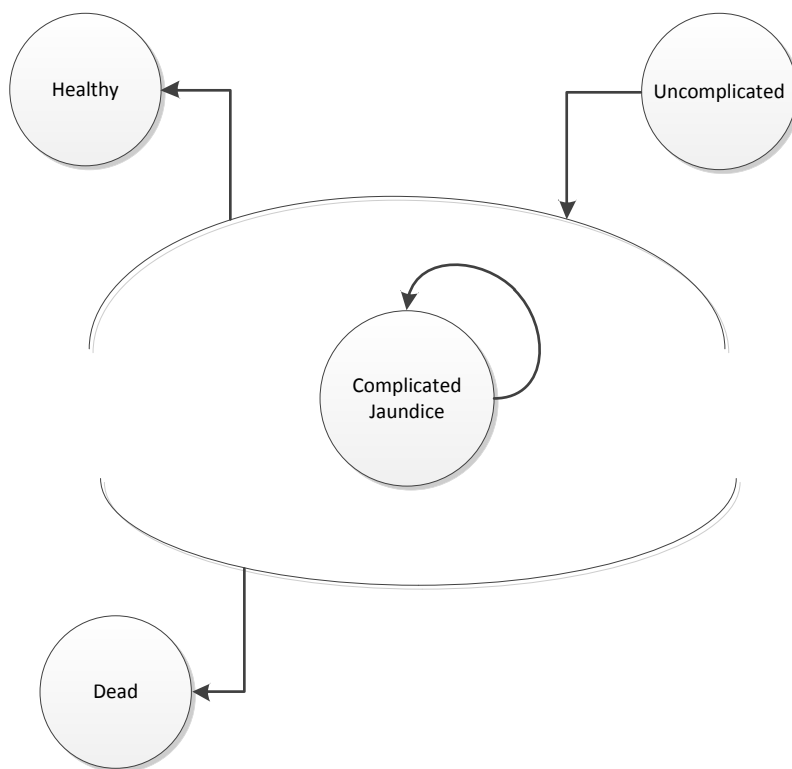 Healthy
Uncomplicated
Complicated
Jaundice
Dead